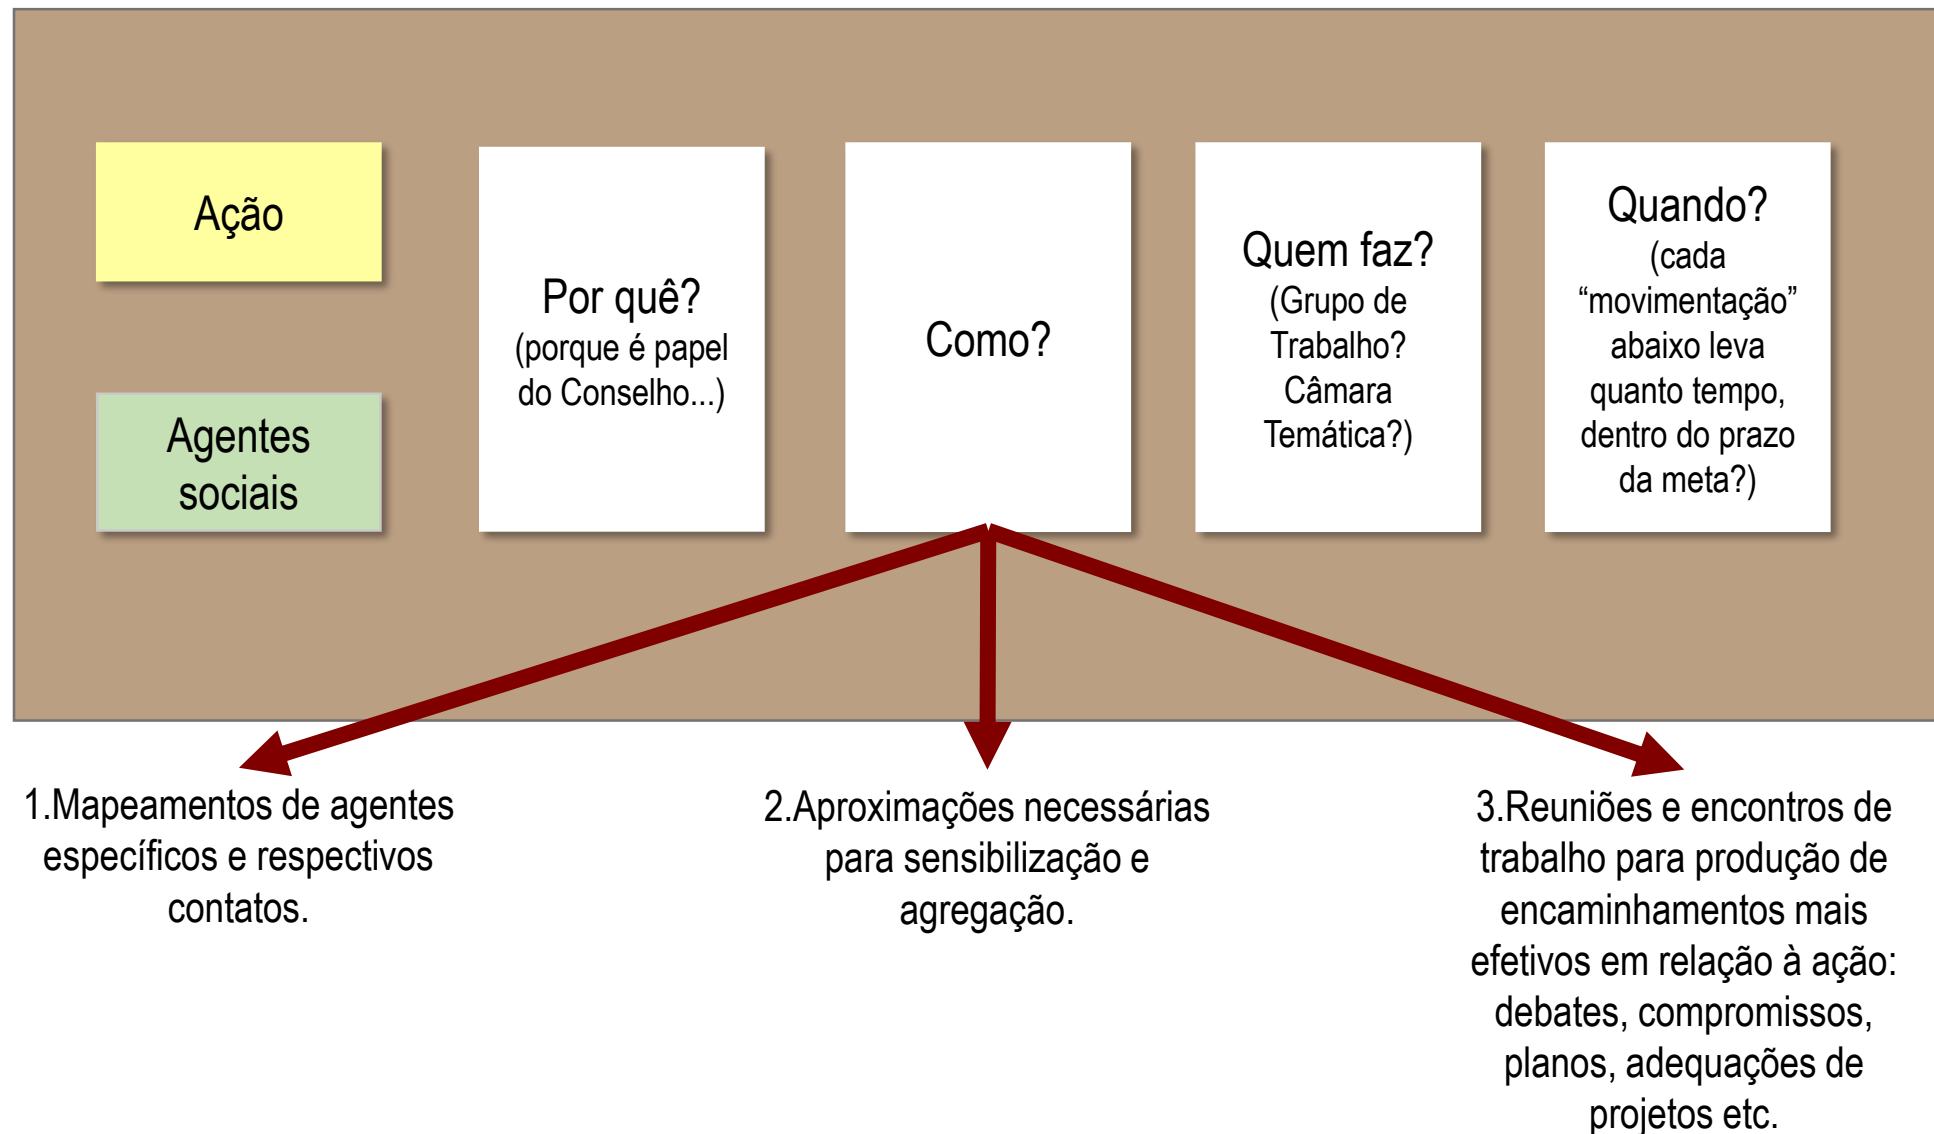 Ação
Agentes
sociais
Por quê?
(porque é papel
do Conselho...)
Como?
Quem faz?
(Grupo de
Trabalho?
Câmara
Temática?)
Quando?
(cada
“movimentação”
abaixo leva
quanto tempo,
dentro do prazo
da meta?)
1.Mapeamentos de agentes
específicos e respectivos
contatos.
2.Aproximações necessárias
para sensibilização e
agregação.
3.Reuniões e encontros de
trabalho para produção de
encaminhamentos mais
efetivos em relação à ação:
debates, compromissos,
planos, adequações de
projetos etc.